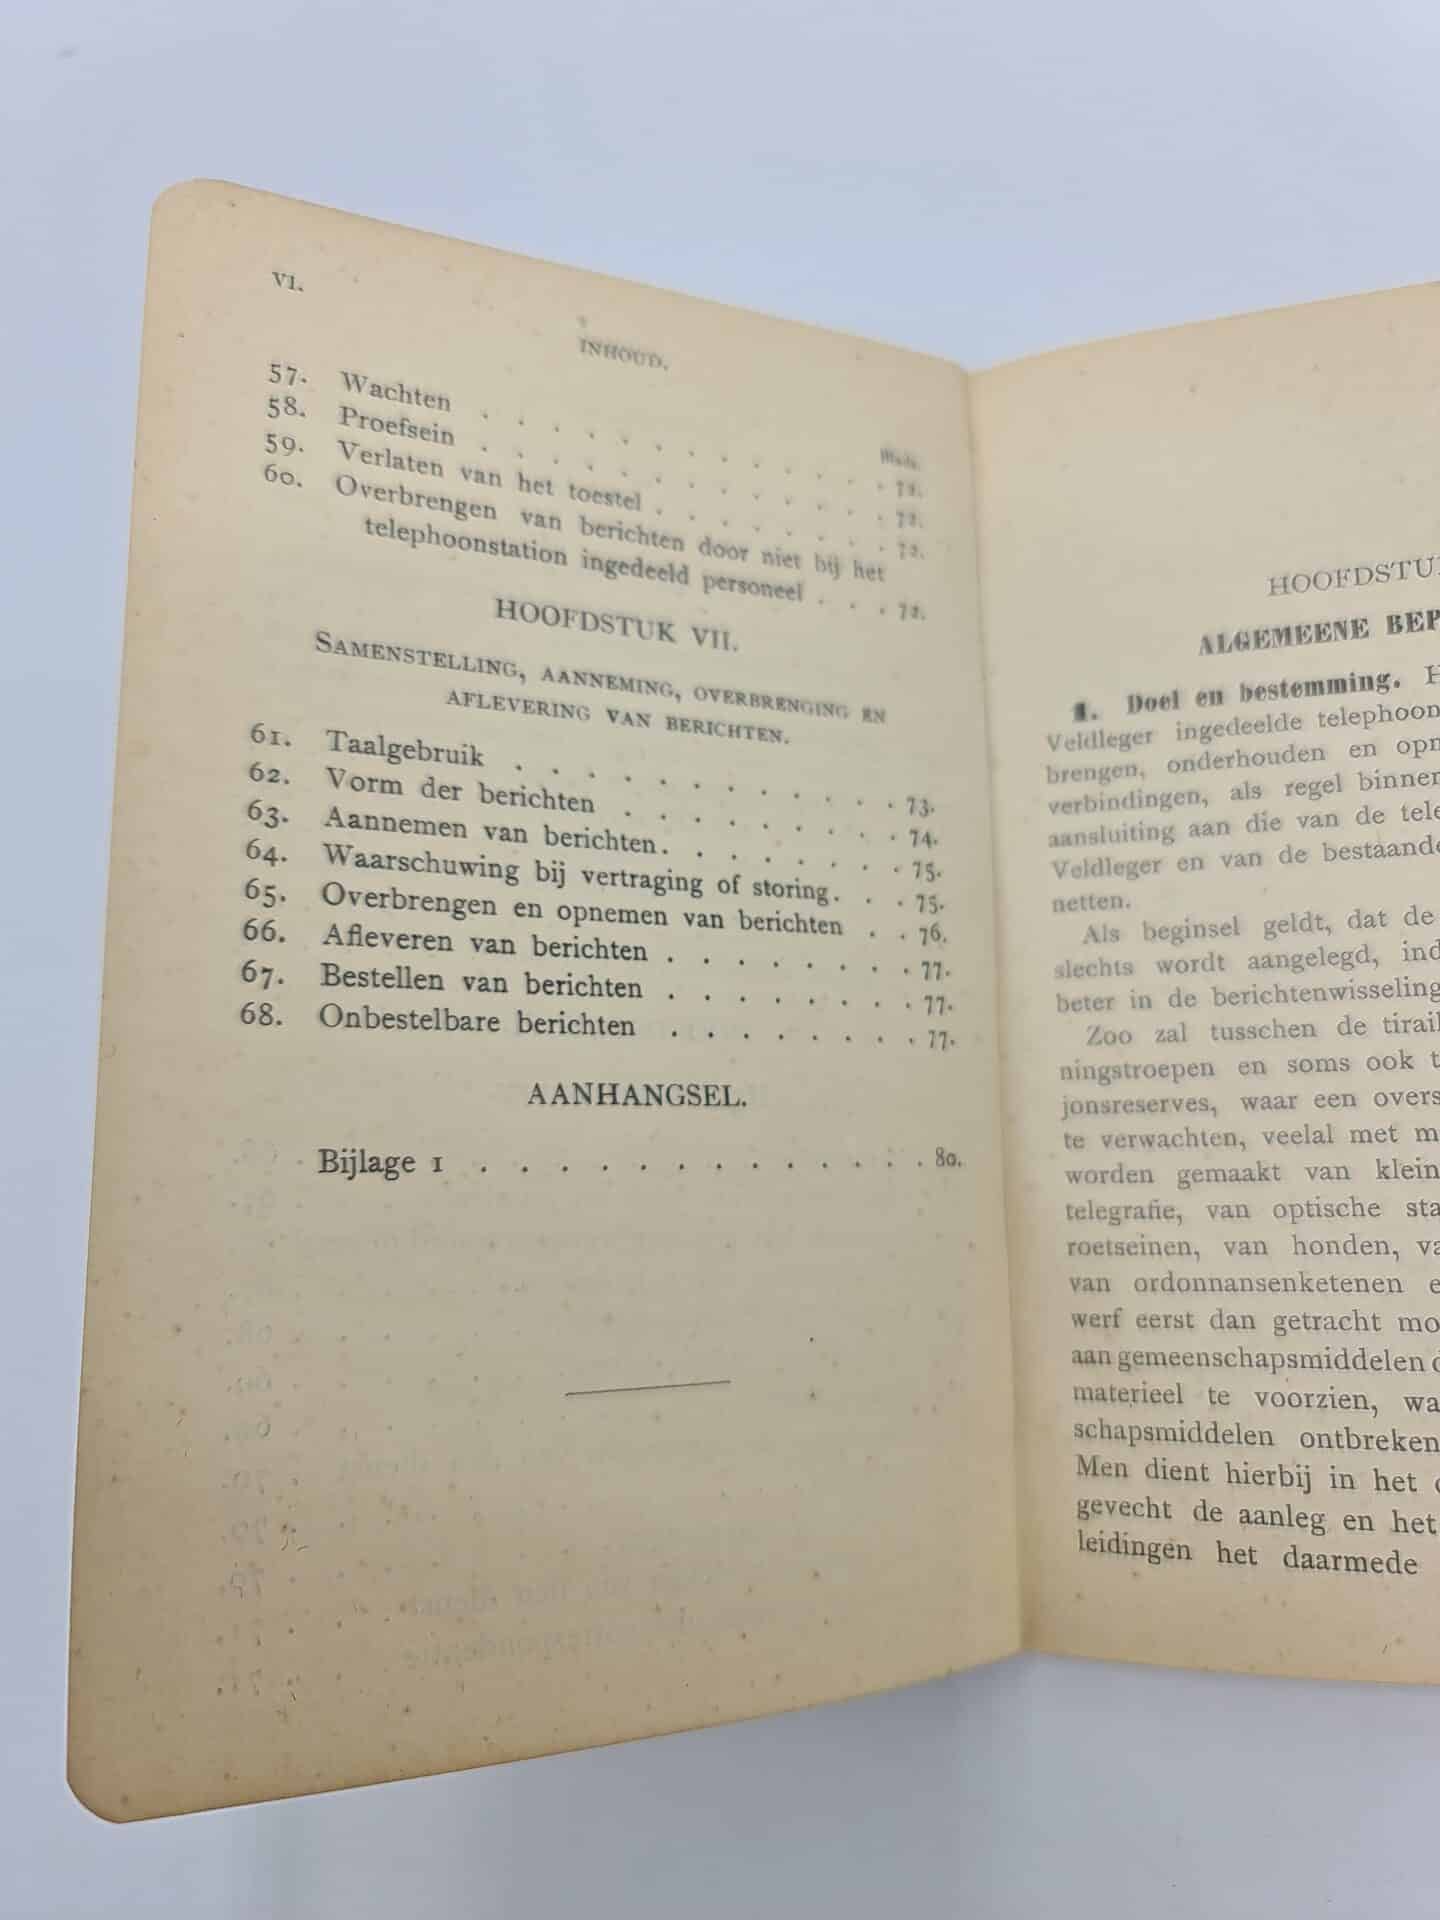 VI.
INHOUD.
Bladz.
57. Wachten . . . . . . . . . . . . 72.
58. Proefsein . . . . . . . . . . . . 72.
59. Verlaten van het toestel . . . . . . . 72.
60. Overbrengen van berichten door niet bij het
telephoonstation ingedeeld personeel . . . 72.
HOOFDSTUK VII.
SAMENSTELLING, AANNEMING, OVERBRENGING EN
AFLEVERING VAN BERICHTEN.
61. Taalgebruik . . . . . . . . . . . 73.
62. Vorm der berichten . . . . . . . . 74.
63. Aannemen van berichten. . . . . . . 75.
64. Waarschuwing bij vertraging of storing. . . 75.
65. Overbrengen en opnemen van berichten . . 76.
66. Afleveren van berichten . . . . . . . 77.
67. Bestellen van berichten . . . . . . . 77.
68. Onbestelbare berichten . . . . . . . 77.
AANHANGSEL.
Bijlage 1 . . . . . . . . . . . . . 80.
HOOFDSTU
ALGEMEENE BEP
1. Doel en bestemming. H
Veldleger ingedeelde telephoon
brengen, onderhouden en opn
verbindingen, als regel binnen
aansluiting aan die van de tele
Veldleger en van de bestaande
netten.
Als beginsel geldt, dat de
slechts wordt aangelegd, ind
beter in de berichtenwisseling
Zoo zal tusschen de tirail
ningstroepen en soms ook t
jonsreserves, waar een overs
te verwachten, veelal met m
worden gemaakt van klein
telegrafie, van optische sta
roetseinen, van honden, va
van ordonnansenketenen e
werf eerst dan getracht mo
aan gemeenschapsmiddelen d
materieel te voorzien, wa
schapsmiddelen ontbreken
Men dient hierbij in het
gevecht de aanleg en het
leidingen het daarmede